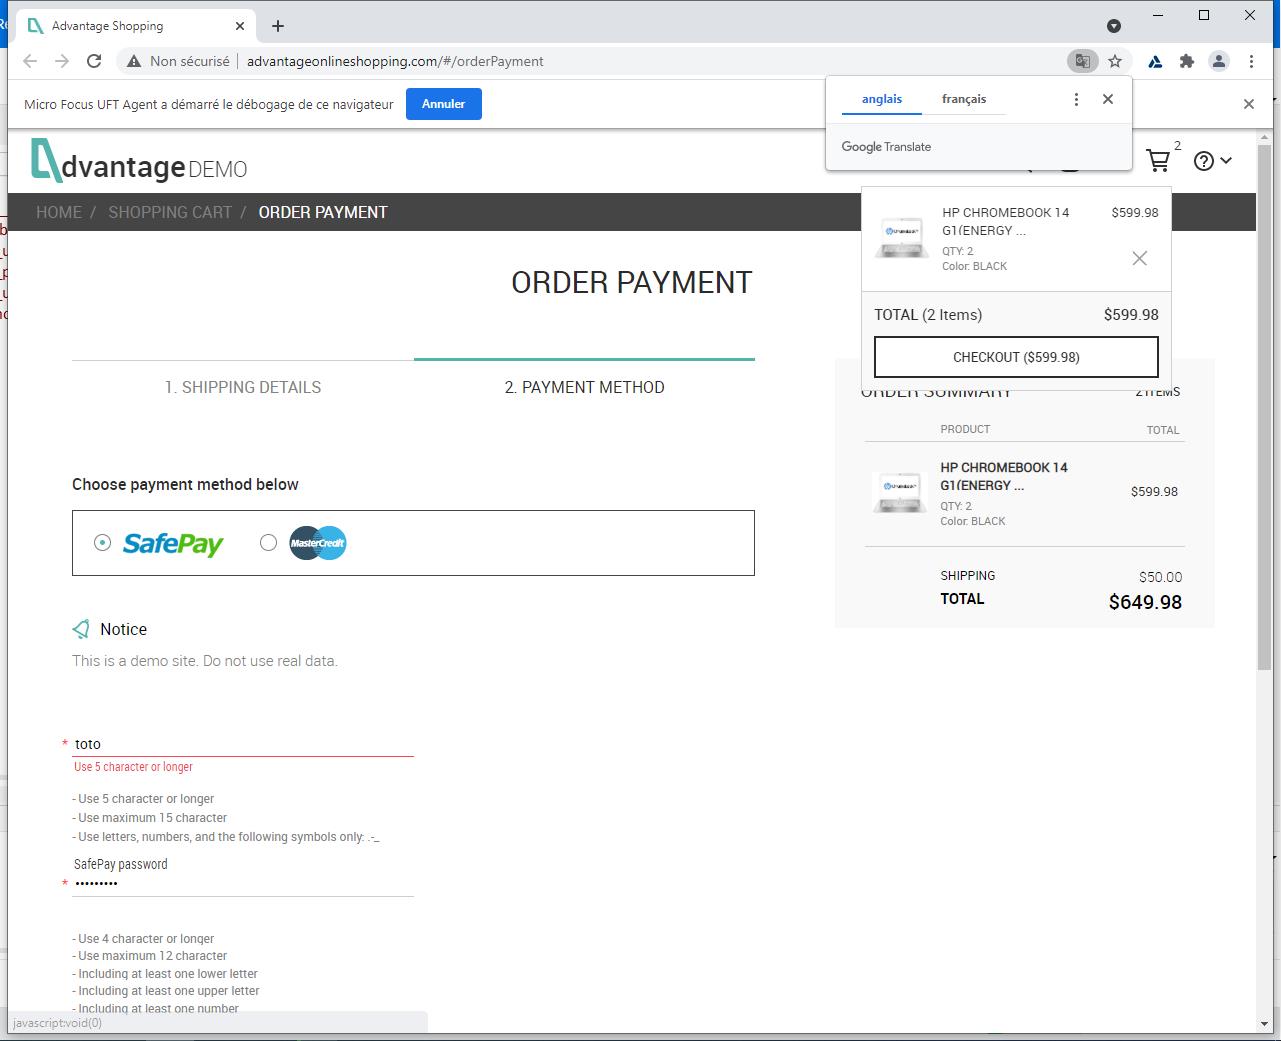 Advantage Shopping
Non sécurisé
advantageonlineshopping.com/#/orderPayment
Micro Focus UFT Agent a démarré le débogage de ce navigateur
Annuler
anglais français
Google Translate
AdvantageDEMO
2
HOME / SHOPPING CART / ORDER PAYMENT
HP CHROMEBOOK 14 $599.98
G1(ENERGY ...
QTY: 2
Color: BLACK
TOTAL (2 Items) $599.98
CHECKOUT ($599.98)
ORDER PAYMENT
1. SHIPPING DETAILS
2. PAYMENT METHOD
Choose payment method below
SafePay
MasterCredit
Notice
This is a demo site. Do not use real data.
* toto
Use 5 character or longer
- Use 5 character or longer
- Use maximum 15 character
- Use letters, numbers, and the following symbols only: .-_
SafePay password
* •••••••••
- Use 4 character or longer
- Use maximum 12 character
- Including at least one lower letter
- Including at least one upper letter
- Including at least one number
javascript:void(0)
ORDER SUMMARY 2 ITEMS
PRODUCT TOTAL
HP CHROMEBOOK 14
G1(ENERGY ... $599.98
QTY: 2
Color: BLACK
SHIPPING $50.00
TOTAL $649.98